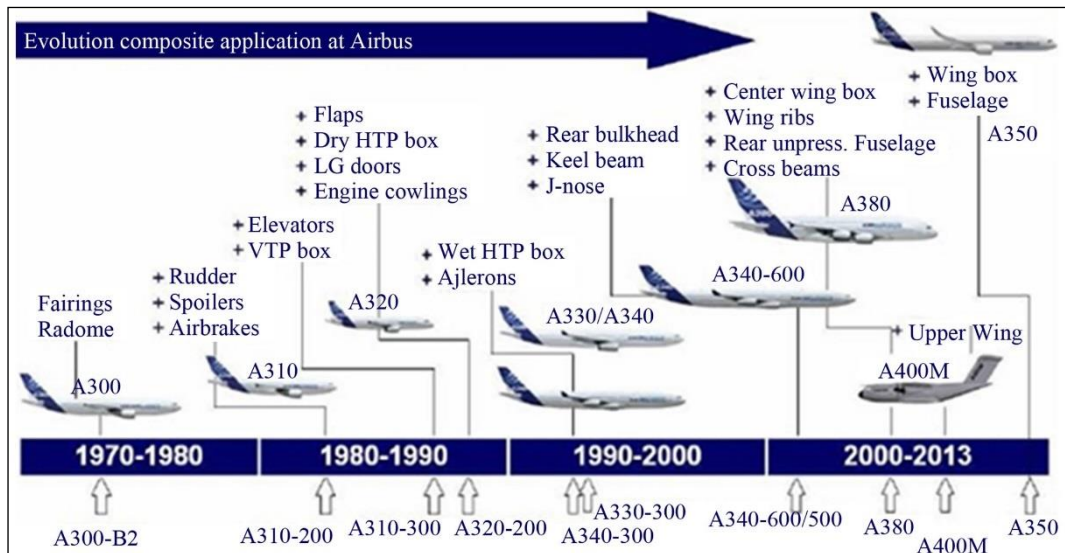 Evolution composite application at Airbus
+ Wing box
+ Fuselage
A350
+ Center wing box
+ Wing ribs
+ Rear unpress. Fuselage
+ Cross beams
A380
+ Flaps
+ Dry HTP box
+ LG doors
+ Engine cowlings
+ Rear bulkhead
+ Keel beam
+ J-nose
+ Elevators
+ VTP box
+ Wet HTP box
+ Ajlerons
A340-600
+ Rudder
+ Spoilers
+ Airbrakes
Fairings
Radome
A320
A330/A340
+ Upper Wing
A300
A310
A400M
1970-1980
1980-1990
1990-2000
2000-2013
A300-B2
A310-200
A310-300
A320-200
A330-300
A340-300
A340-600/500
A380
A400M
A350